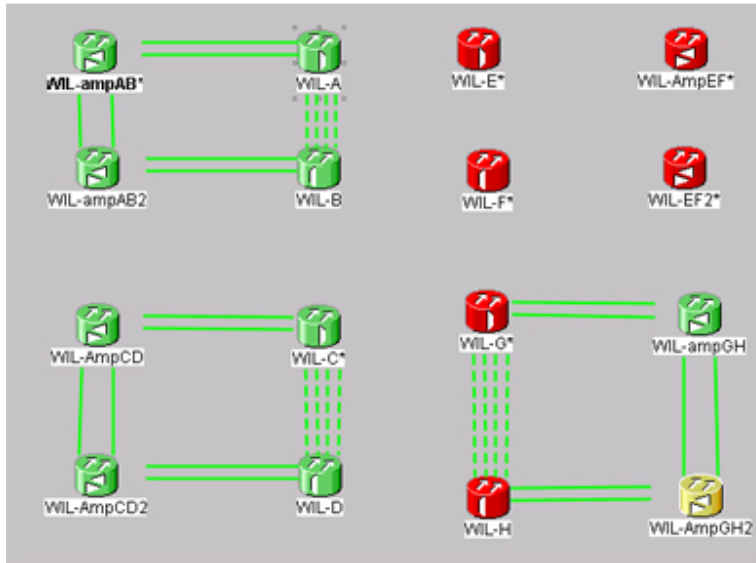 WIL-ampAB*
WIL-A
WIL-E*
WIL-AmpEF*
WIL-ampAB2
WIL-B
WIL-F*
WIL-EF2*
WIL-AmpCD
WIL-C*
WIL-G*
WIL-ampGH
WIL-AmpCD2
WIL-D
WIL-H
WIL-AmpGH2